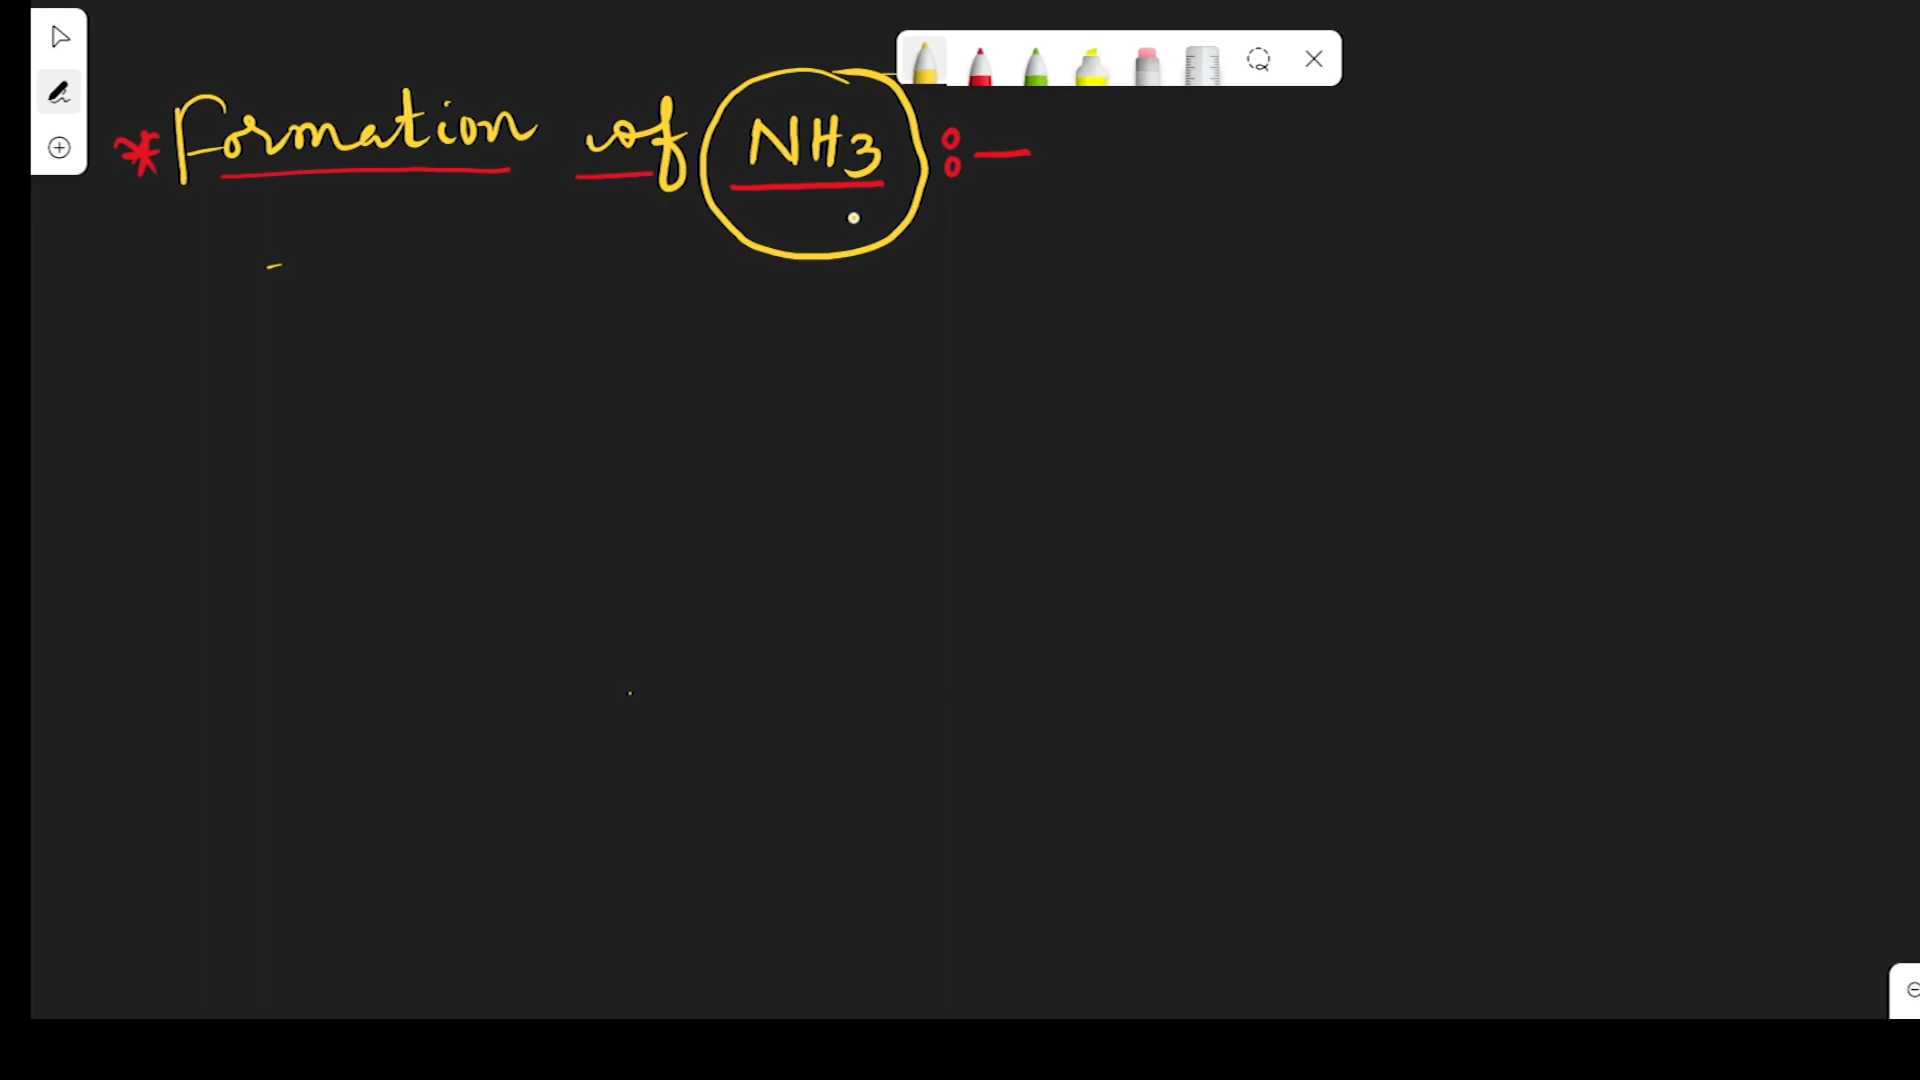 * Formation of NH3 :-